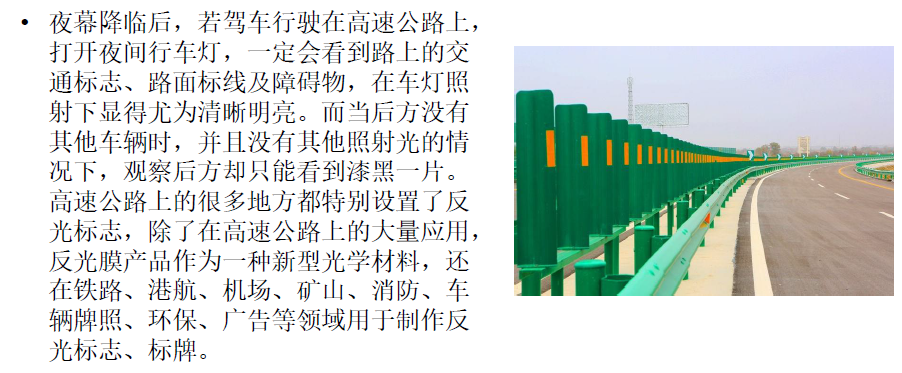 • 夜幕降临后，若驾车行驶在高速公路上，
打开夜间行车灯，一定会看到路上的交
通标志、路面标线及障碍物，在车灯照
射下显得尤为清晰明亮。而当后方没有
其他车辆时，并且没有其他照射光的情
况下，观察后方却只能看到漆黑一片。
高速公路上的很多地方都特别设置了反
光标志，除了在高速公路上的大量应用，
反光膜产品作为一种新型光学材料，还
在铁路、港航、机场、矿山、消防、车
辆牌照、环保、广告等领域用于制作反
光标志、标牌。